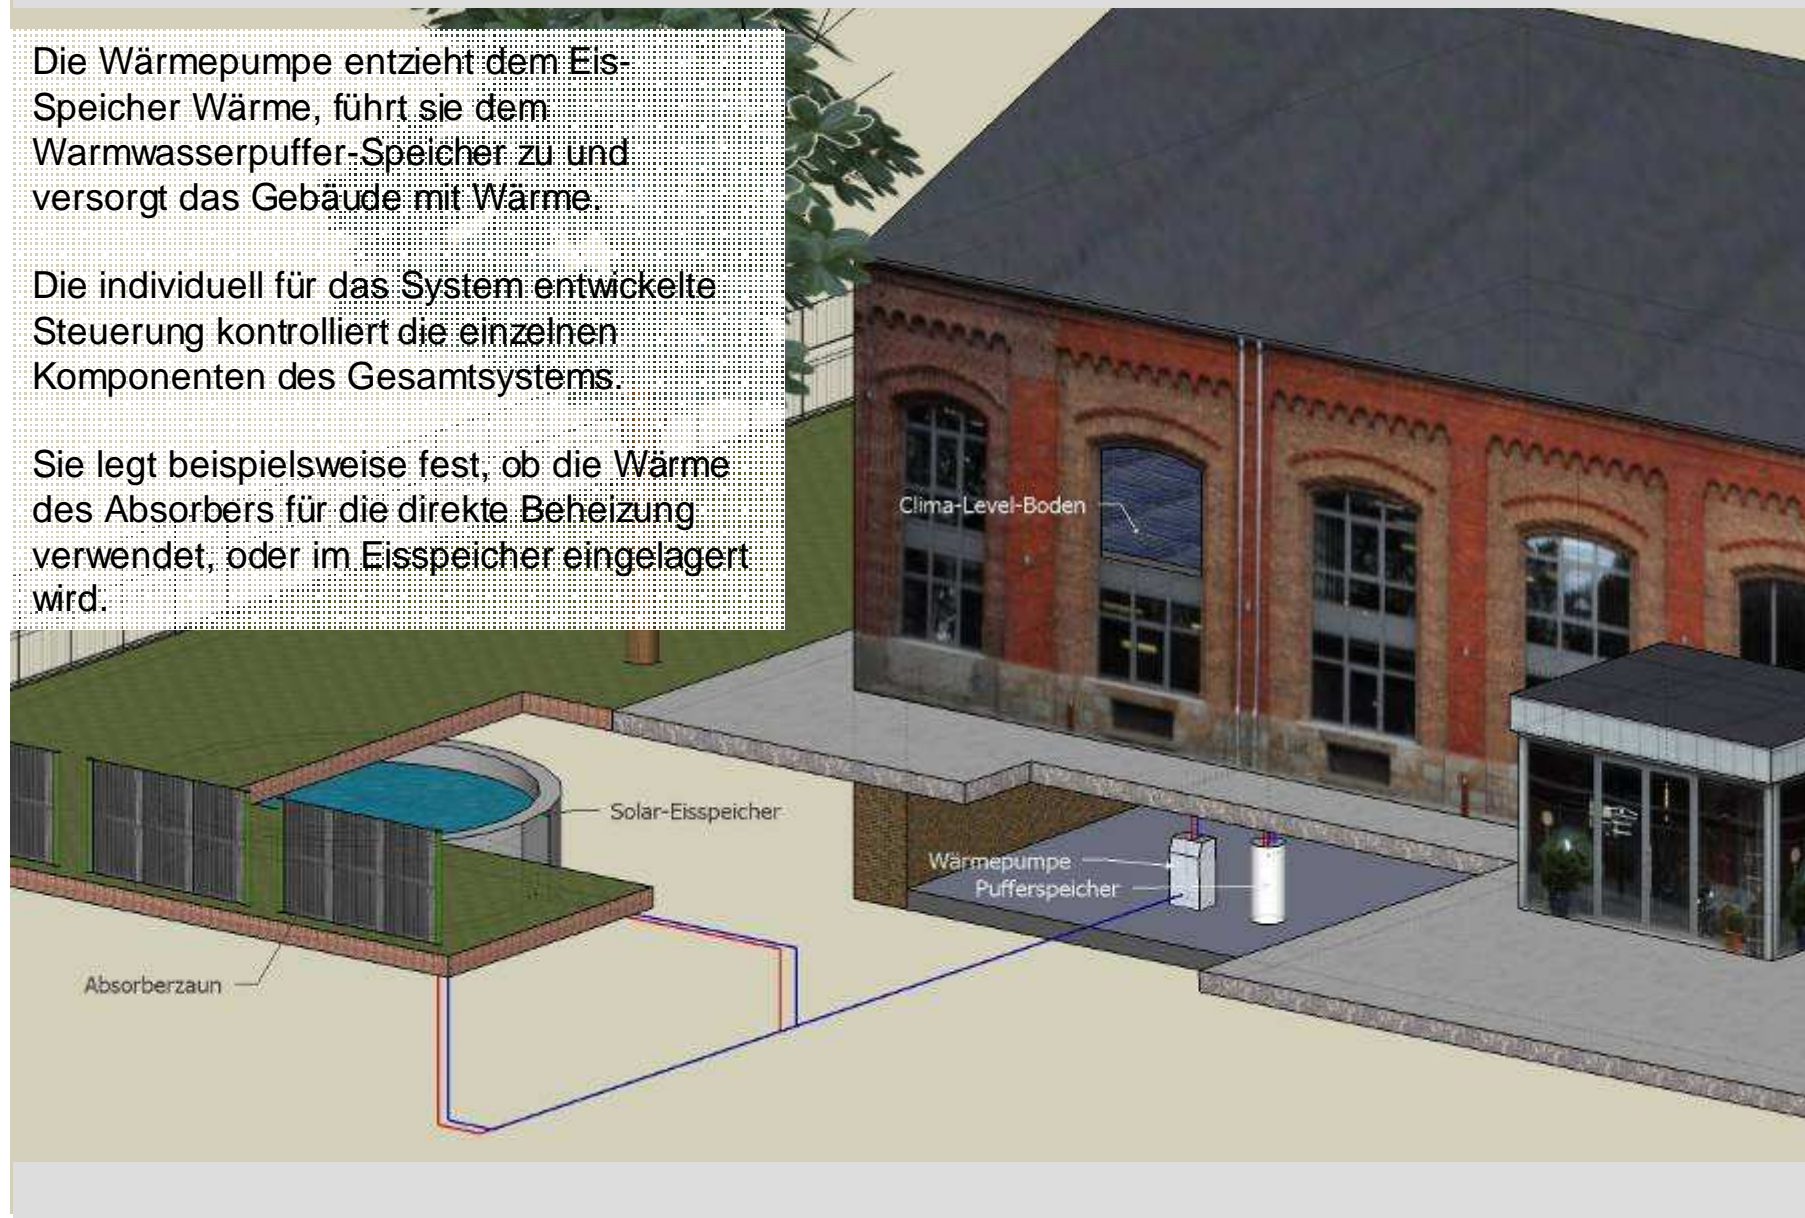 Die Wärmepumpe entzieht dem Eis-
Speicher Wärme, führt sie dem
Warmwasserpuffer-Speicher zu und
versorgt das Gebäude mit Wärme.
Die individuell für das System entwickelte
Steuerung kontrolliert die einzelnen
Komponenten des Gesamtsystems.
Sie legt beispielsweise fest, ob die Wärme
des Absorbers für die direkte Beheizung
verwendet, oder im Eisspeicher eingelagert
wird.
Clima-Level-Boden
Solar-Eisspeicher
Wärmepumpe
Pufferspeicher
Absorberzaun